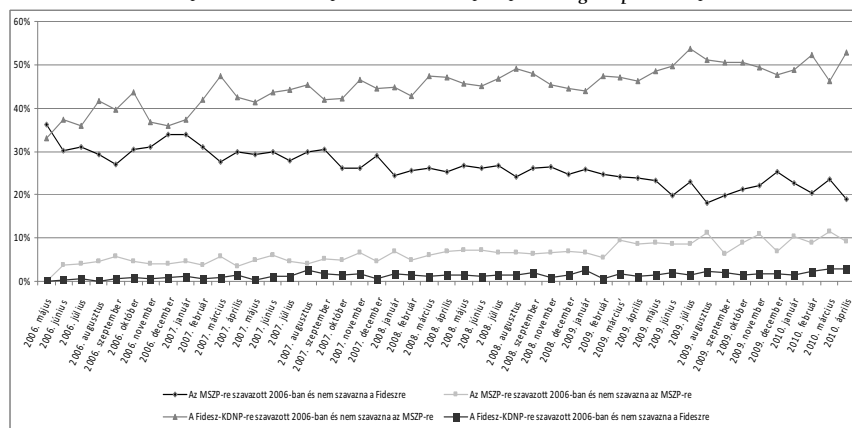 60%
50%
40%
30%
20%
10%
0%
2006. május
2006. június
2006. július
2006. augusztus
2006. szeptember
2006. október
2006. november
2006. december
2007. január
2007. február
2007. március
2007. április
2007. május
2007. június
2007. július
2007. augusztus
2007. szeptember
2007. október
2007. november
2007. december
2008. január
2008. február
2008. március
2008. április
2008. május
2008. június
2008. július
2008. augusztus
2008. szeptember
2008. november
2008. december
2009. január
2009. február
2009. március'
2009. április
2009. május
2009. június
2009. július
2009. augusztus
2009. szeptember
2009. október
2009. november
2009. december
2010. január
2010. február
2010. március
2010. április
Az MSZP-re szavazott 2006-ban és nem szavazna a Fideszre
Az MSZP-re szavazott 2006-ban és nem szavazna az MSZP-re
A Fidesz-KDNP-re szavazott 2006-ban és nem szavazna az MSZP-re
A Fidesz-KDNP-re szavazott 2006-ban és nem szavazna a Fideszre